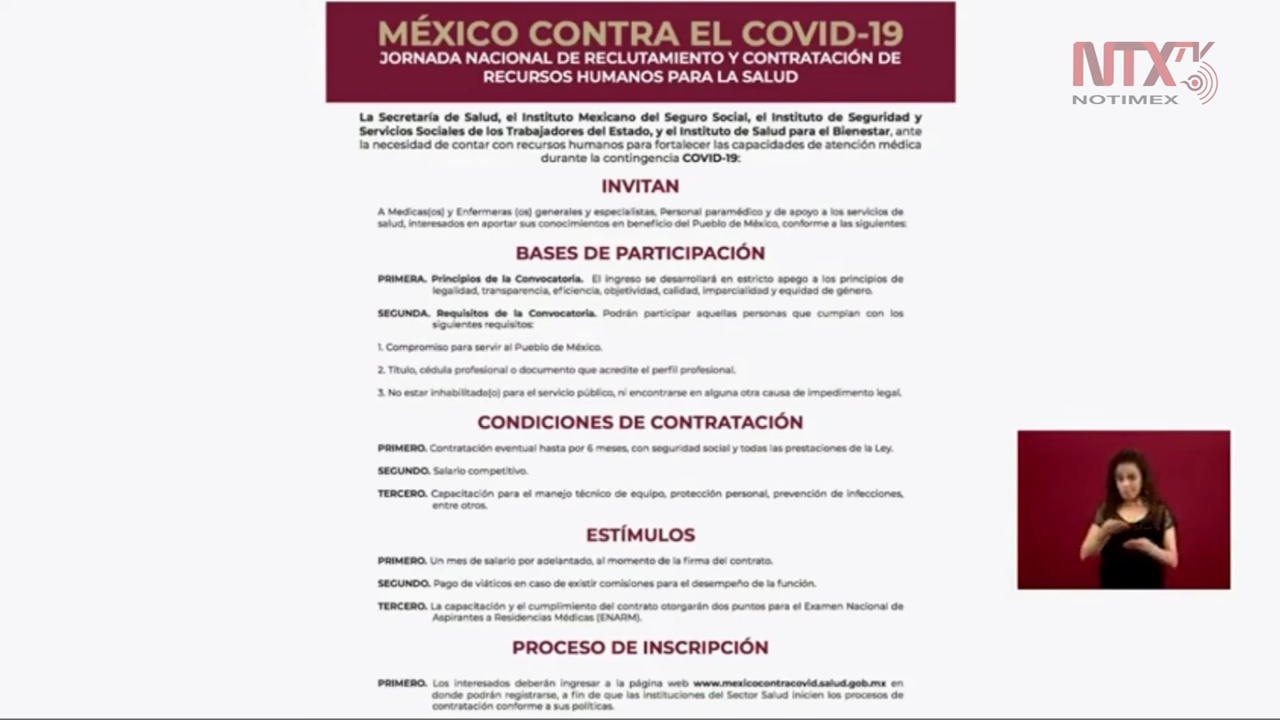 MÉXICO CONTRA EL COVID-19
JORNADA NACIONAL DE RECLUTAMIENTO Y CONTRATACIÓN DE
RECURSOS HUMANOS PARA LA SALUD
NTX TV
NOTIMEX
La Secretaría de Salud, el Instituto Mexicano del Seguro Social, el Instituto de Seguridad y
Servicios Sociales de los Trabajadores del Estado, y el Instituto de Salud para el Bienestar, ante
la necesidad de contar con recursos humanos para fortalecer las capacidades de atención médica
durante la contingencia COVID-19:
INVITAN
A Medicas(os) y Enfermeras (os) generales y especialistas, Personal paramédico y de apoyo a los servicios de
salud, interesados en aportar sus conocimientos en beneficio del Pueblo de México, conforme a las siguientes:
BASES DE PARTICIPACIÓN
PRIMERA. Principios de la Convocatoria. El ingreso se desarrollará en estricto apego a los principios de
legalidad, transparencia, eficiencia, objetividad, calidad, imparcialidad y equidad de género.
SEGUNDA. Requisitos de la Convocatoria. Podrán participar aquellas personas que cumplan con los
siguientes requisitos:
1. Compromiso para servir al Pueblo de México.
2. Título, cédula profesional o documento que acredite el perfil profesional.
3. No estar inhabilitada(o) para el servicio público, ni encontrarse en alguna otra causa de impedimento legal.
CONDICIONES DE CONTRATACIÓN
PRIMERO. Contratación eventual hasta por 6 meses, con seguridad social y todas las prestaciones de la Ley.
SEGUNDO. Salario competitivo.
TERCERO. Capacitación para el manejo técnico de equipo, protección personal, prevención de infecciones,
entre otros.
ESTÍMULOS
PRIMERO. Un mes de salario por adelantado, al momento de la firma del contrato.
SEGUNDO. Pago de viáticos en caso de existir comisiones para el desempeño de la función.
TERCERO. La capacitación y el cumplimiento del contrato otorgarán dos puntos para el Examen Nacional de
Aspirantes a Residencias Médicas (ENARM).
PROCESO DE INSCRIPCIÓN
PRIMERO. Los interesados deberán ingresar a la página web www.mexicocontracovid.salud.gob.mx en
donde podrán registrarse, a fin de que las instituciones del Sector Salud inicien los procesos de
contratación conforme a sus políticas.